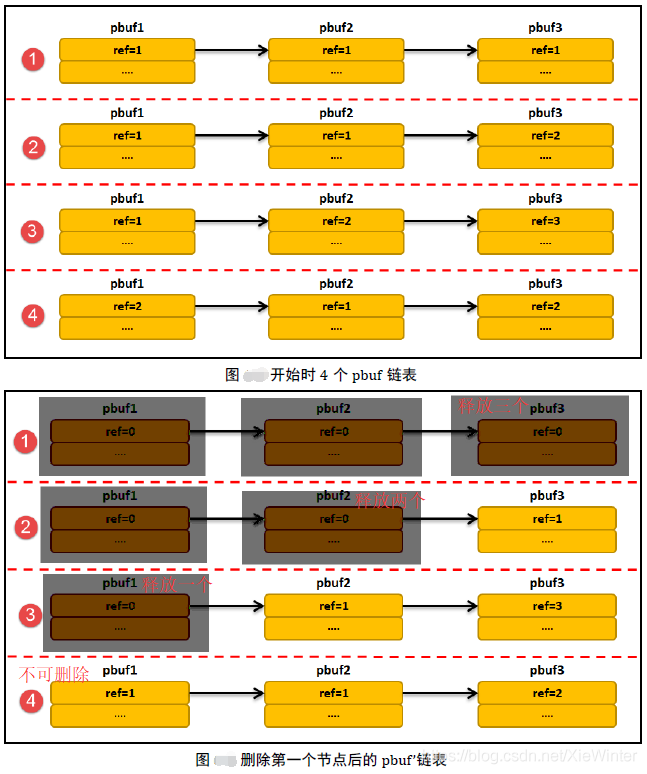 pbuf1 pbuf2 pbuf3
1 ref=1 ref=1 ref=1
.... .... ....
pbuf1 pbuf2 pbuf3
2 ref=1 ref=1 ref=2
.... .... ....
pbuf1 pbuf2 pbuf3
3 ref=1 ref=2 ref=3
.... .... ....
pbuf1 pbuf2 pbuf3
4 ref=2 ref=1 ref=2
.... .... ....
图 开始时 4 个 pbuf 链表
pbuf1 pbuf2 释放 个 pbuf3
1 ref=0 ref=0 ref=0
.... .... ....
pbuf1 pbuf2 释放两个 pbuf3
2 ref=0 ref=0 ref=1
.... .... ....
pbuf1 释放一个 pbuf2 pbuf3
3 ref=0 ref=1 ref=3
.... .... ....
不可删除 pbuf1 pbuf2 pbuf3
4 ref=1 ref=1 ref=2
.... .... ....
图 删除第一个节点后的 pbuf'链表
https://blog.csdn.net/XieWinter